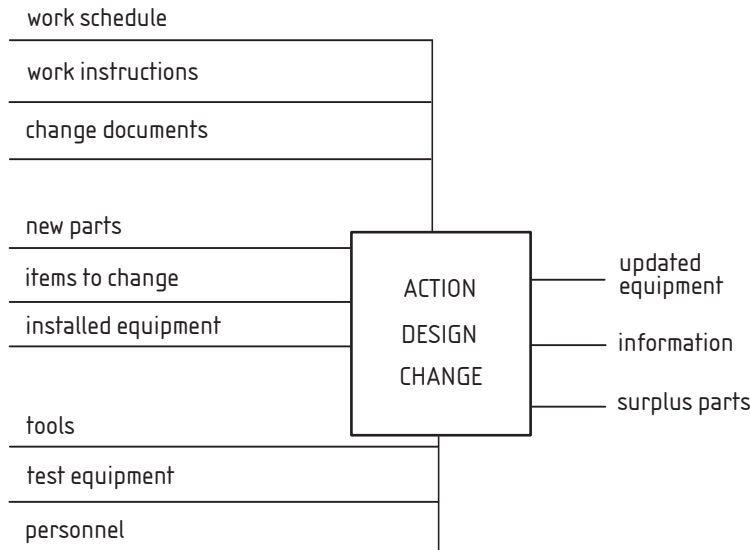 work schedule
work instructions
change documents
new parts
items to change
installed equipment
ACTION
DESIGN
CHANGE
updated
equipment
information
surplus parts
tools
test equipment
personnel